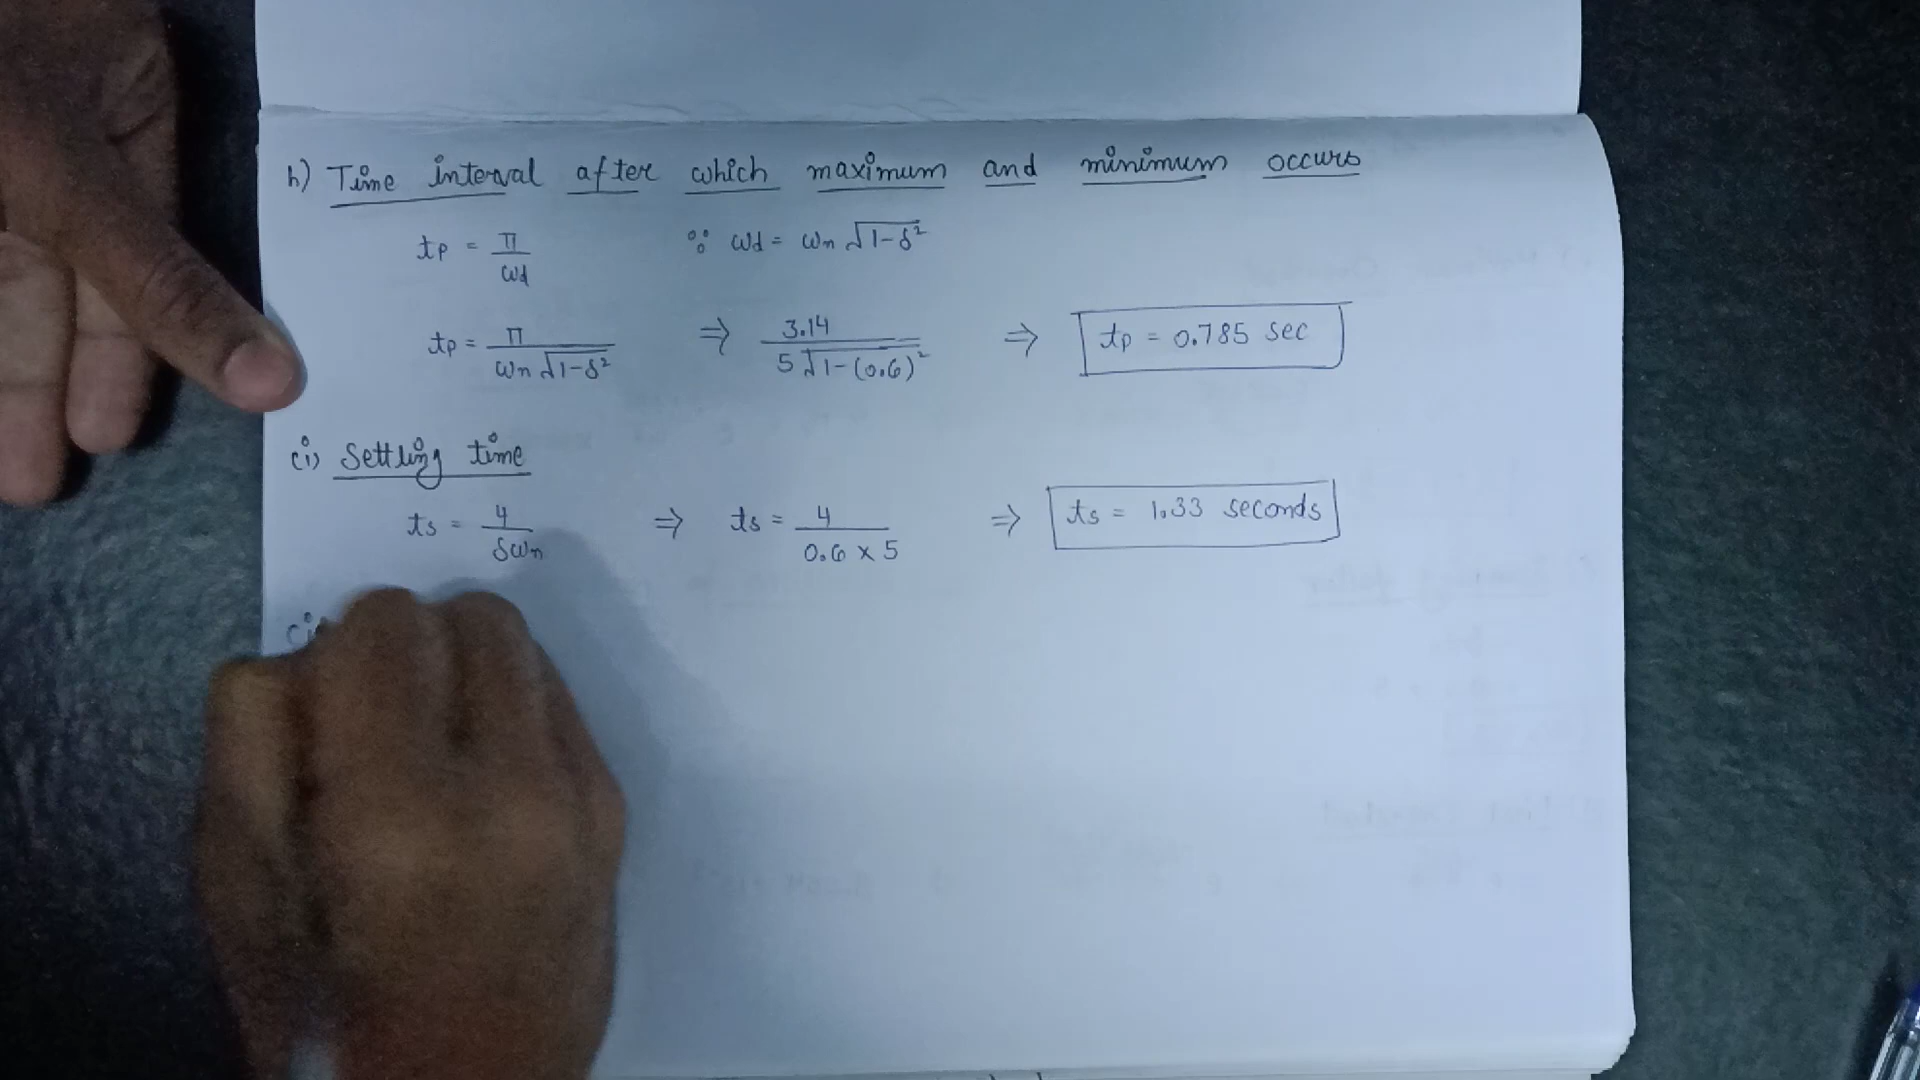 h) Time interval after which maximum and minimum occurs
tp = π/ωd ∵ ωd = ωn √1-δ²
tp = π/ωn√1-δ² ⇒ 3.14/5√1-(0.6)² ⇒ tp = 0.785 sec
(i) Settling time
ts = 4/δωn ⇒ ts = 4/0.6 x 5 ⇒ ts = 1.33 seconds